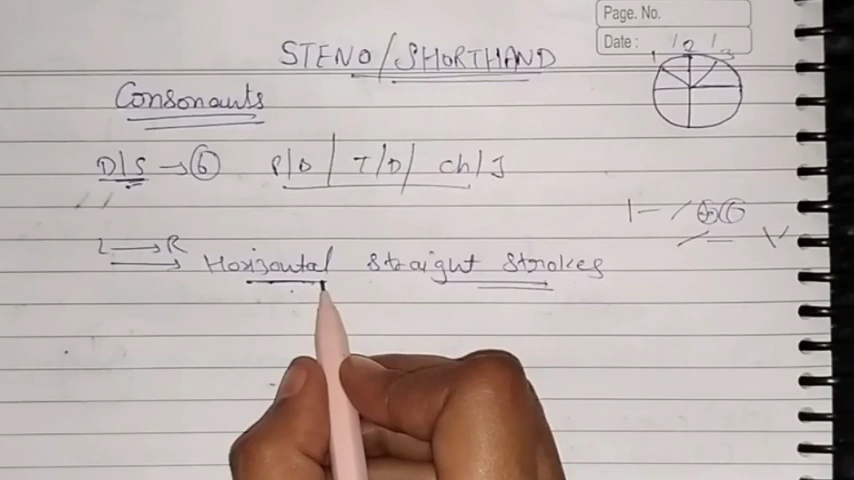 Page. No.
Date :
STENO/SHORTHAND
1 2 3
Consonants
D/S → 6 P/B | T/D | Ch/J
L → R Horizontal Straight Strokes